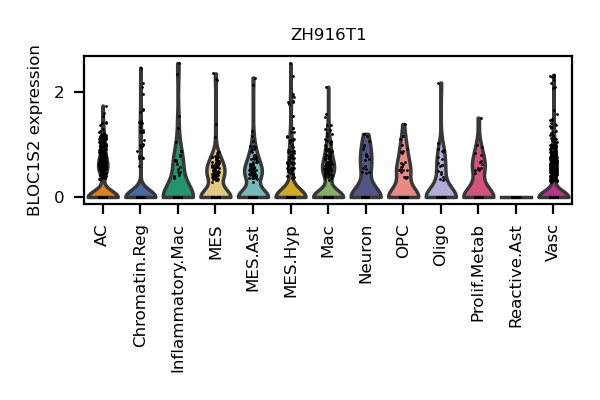 ZH916T1
BLOC1S2 expression
2
0
AC
Chromatin.Reg
Inflammatory.Mac
MES
MES.Ast
MES.Hyp
Mac
Neuron
OPC
Oligo
Prolif.Metab
Reactive.Ast
Vasc